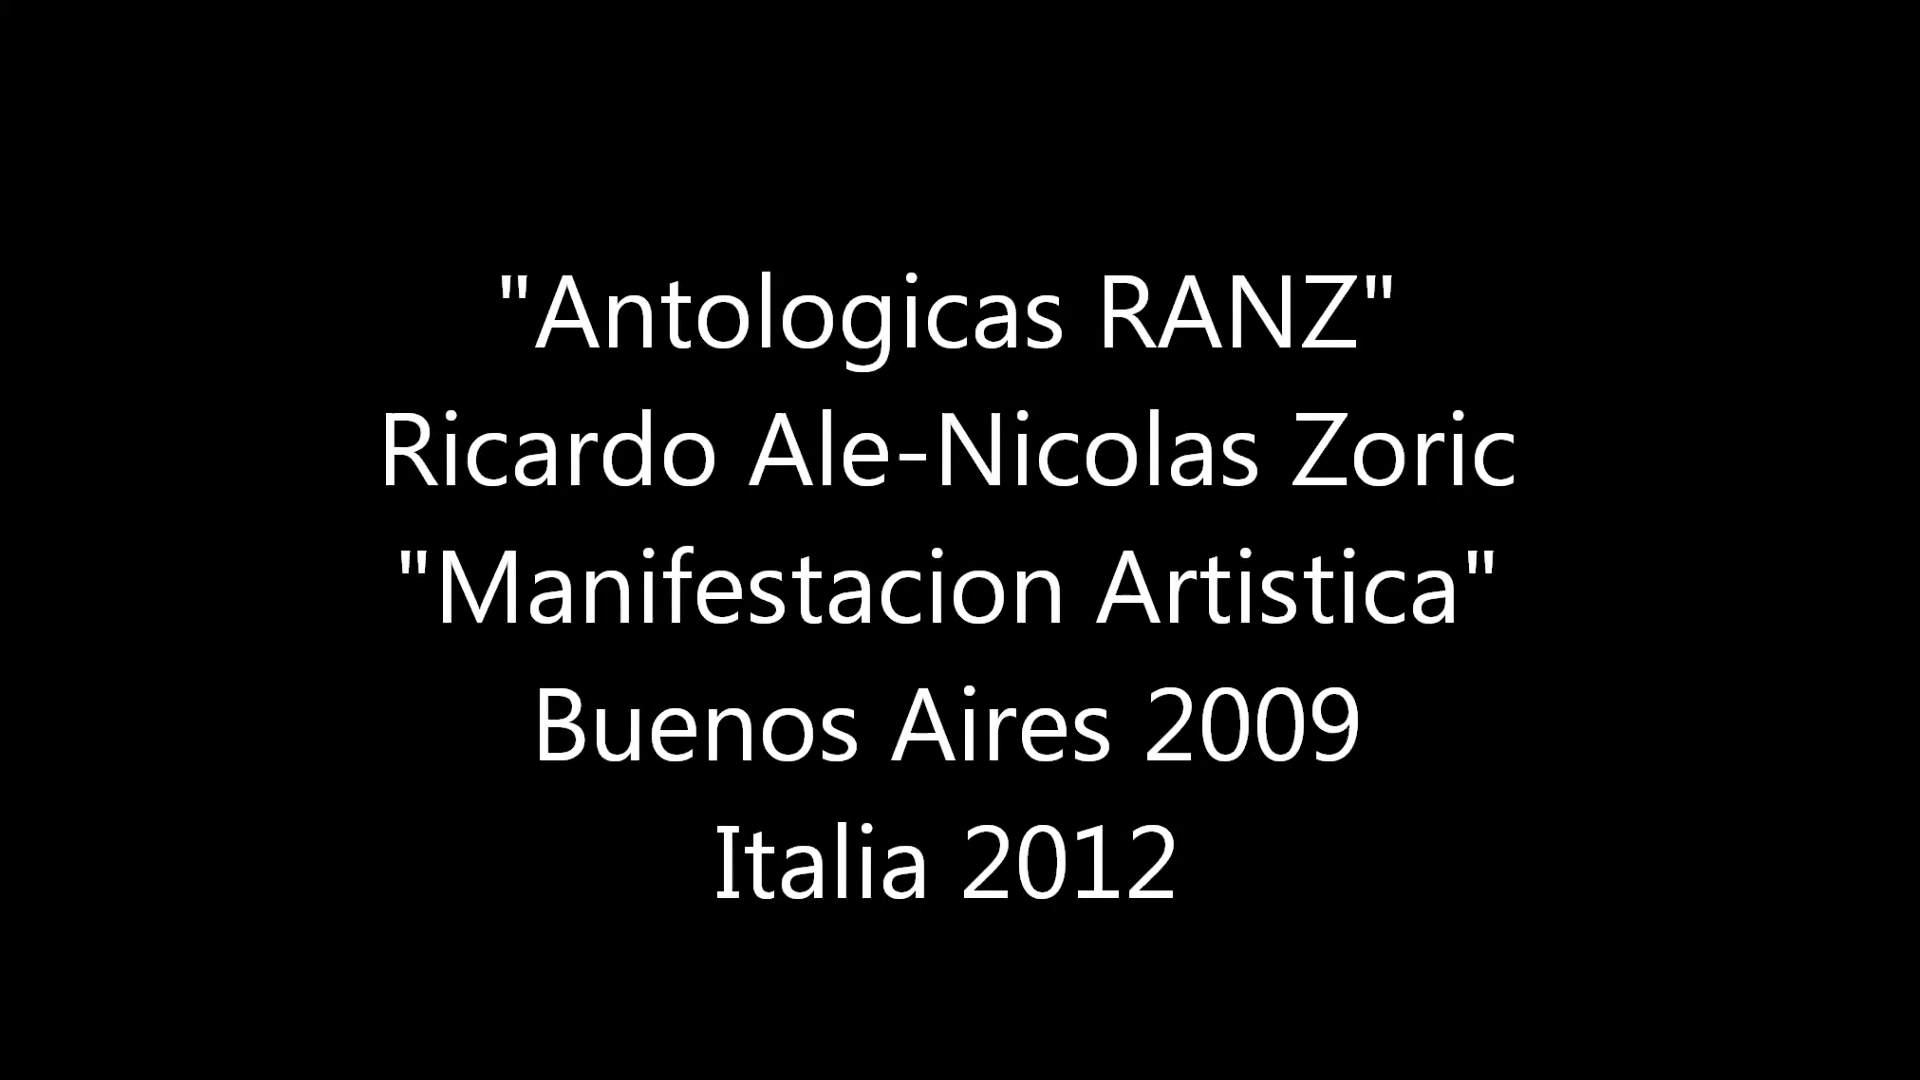 "Antologicas RANZ"
Ricardo Ale-Nicolas Zoric
"Manifestacion Artistica"
Buenos Aires 2009
Italia 2012